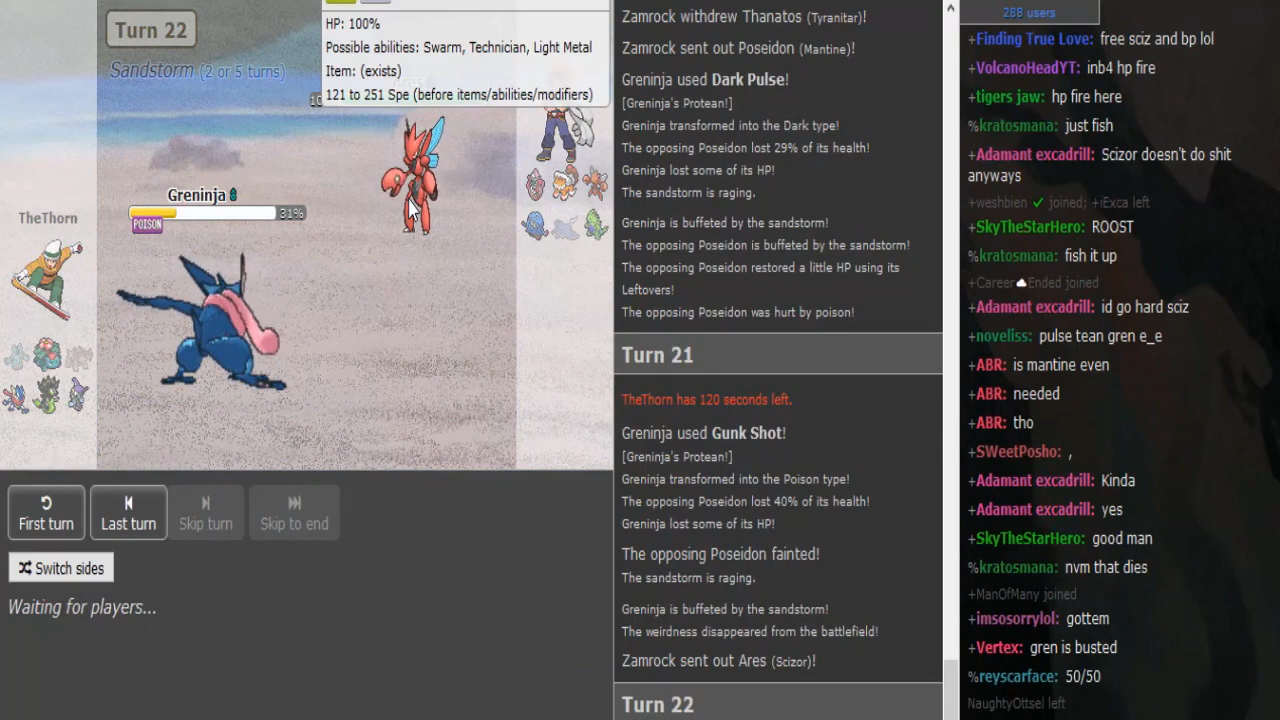 Turn 22
Sandstorm (2 or 5 turns)
HP: 100%
Possible abilities: Swarm, Technician, Light Metal
Item: (exists)
121 to 251 Spe (before items/abilities/modifiers)
10
Greninja
31%
POISON
TheThorn
First turn
Last turn
Skip turn
Skip to end
Switch sides
Waiting for players...
Zamrock withdrew Thanatos (Tyranitar)!
Zamrock sent out Poseidon (Mantine)!
Greninja used Dark Pulse!
[Greninja's Protean!]
Greninja transformed into the Dark type!
The opposing Poseidon lost 29% of its health!
Greninja lost some of its HP!
The sandstorm is raging.
Greninja is buffeted by the sandstorm!
The opposing Poseidon is buffeted by the sandstorm!
The opposing Poseidon restored a little HP using its
Leftovers!
The opposing Poseidon was hurt by poison!
Turn 21
TheThorn has 120 seconds left.
Greninja used Gunk Shot!
[Greninja's Protean!]
Greninja transformed into the Poison type!
The opposing Poseidon lost 40% of its health!
Greninja lost some of its HP!
The opposing Poseidon fainted!
The sandstorm is raging.
Greninja is buffeted by the sandstorm!
The weirdness disappeared from the battlefield!
Zamrock sent out Ares (Scizor)!
Turn 22
288 users
+Finding True Love: free sciz and bp lol
+VolcanoHeadYT: inb4 hp fire
+tigers jaw: hp fire here
%kratosmana: just fish
+Adamant excadrill: Scizor doesn't do shit
anyways
+weshbien ✓ joined; +iExca left
+SkyTheStarHero: ROOST
%kratosmana: fish it up
+Career☁Ended joined
+Adamant excadrill: id go hard sciz
+noveliss: pulse tean gren e_e
+ABR: is mantine even
+ABR: needed
+ABR: tho
+SWeetPosho: ,
+Adamant excadrill: Kinda
+Adamant excadrill: yes
+SkyTheStarHero: good man
%kratosmana: nvm that dies
+ManOfMany joined
+imsosorrylol: gottem
+Vertex: gren is busted
%reyscarface: 50/50
NaughtyOttsel left